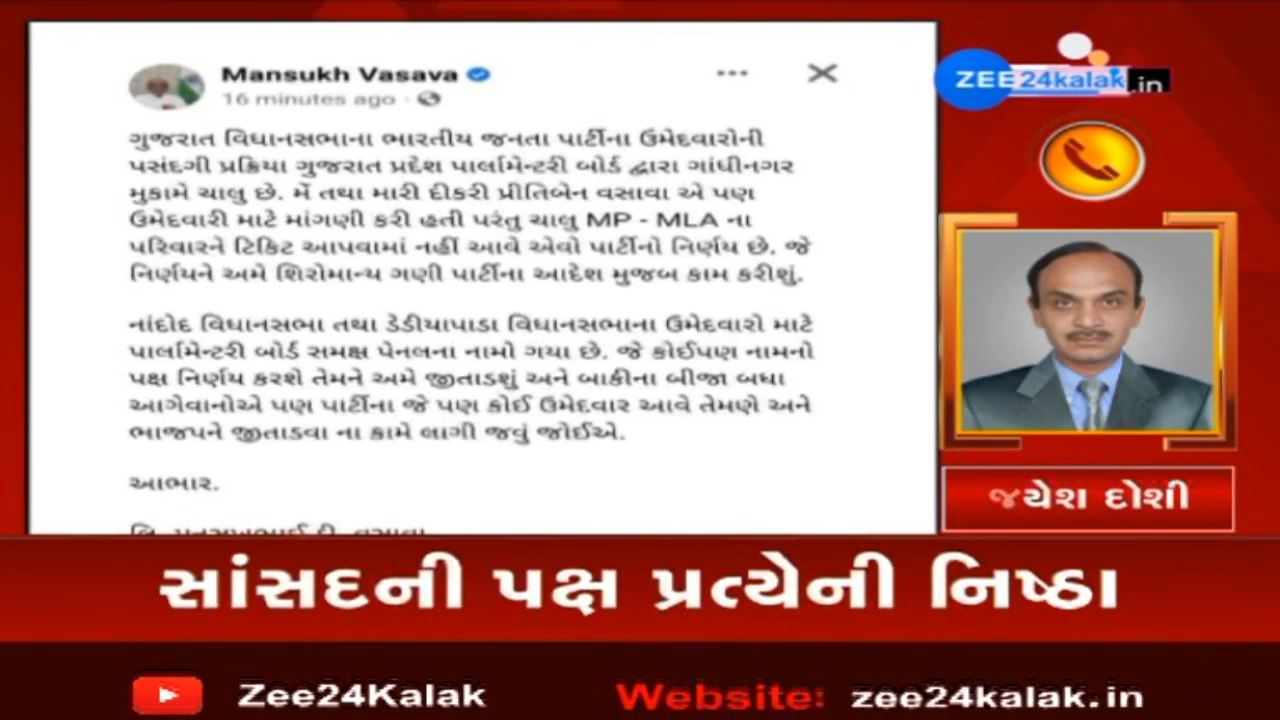 Mansukh Vasava
16 minutes ago ·
ગુજરાત વિધાનસભાના ભારતીય જનતા પાર્ટીના ઉમેદવારોની
પસંદગી પ્રક્રિયા ગુજરાત પ્રદેશ પાર્લામેન્ટરી બોર્ડ દ્વારા ગાંધીનગર
મુકામે ચાલુ છે. મેં તથા મારી દીકરી પ્રીતિબેન વસાવા એ પણ
ઉમેદવારી માટે માંગણી કરી હતી પરંતુ ચાલુ MP - MLA ના
પરિવારને ટિકિટ આપવામાં નહીં આવે એવો પાર્ટીનો નિર્ણય છે. જે
નિર્ણયને અમે શિરોમાન્ય ગણી પાર્ટીના આદેશ મુજબ કામ કરીશું.
નાંદોદ વિધાનસભા તથા ડેડીયાપાડા વિધાનસભાના ઉમેદવારો માટે
પાર્લામેન્ટરી બોર્ડ સમક્ષ પેનલના નામો ગયા છે. જે કોઈપણ નામનો
પક્ષ નિર્ણય કરશે તેમને અમે જીતાડશું અને બાકીના બીજા બધા
આગેવાનોએ પણ પાર્ટીના જે પણ કોઈ ઉમેદવાર આવે તેમણે અને
ભાજપને જીતાડવા ના કામે લાગી જવું જોઈએ.
આભાર.
ZEE24kalak.in
જયેશ દોશી
સાંસદની પક્ષ પ્રત્યેની નિષ્ઠા
Zee24Kalak
Website: zee24kalak.in